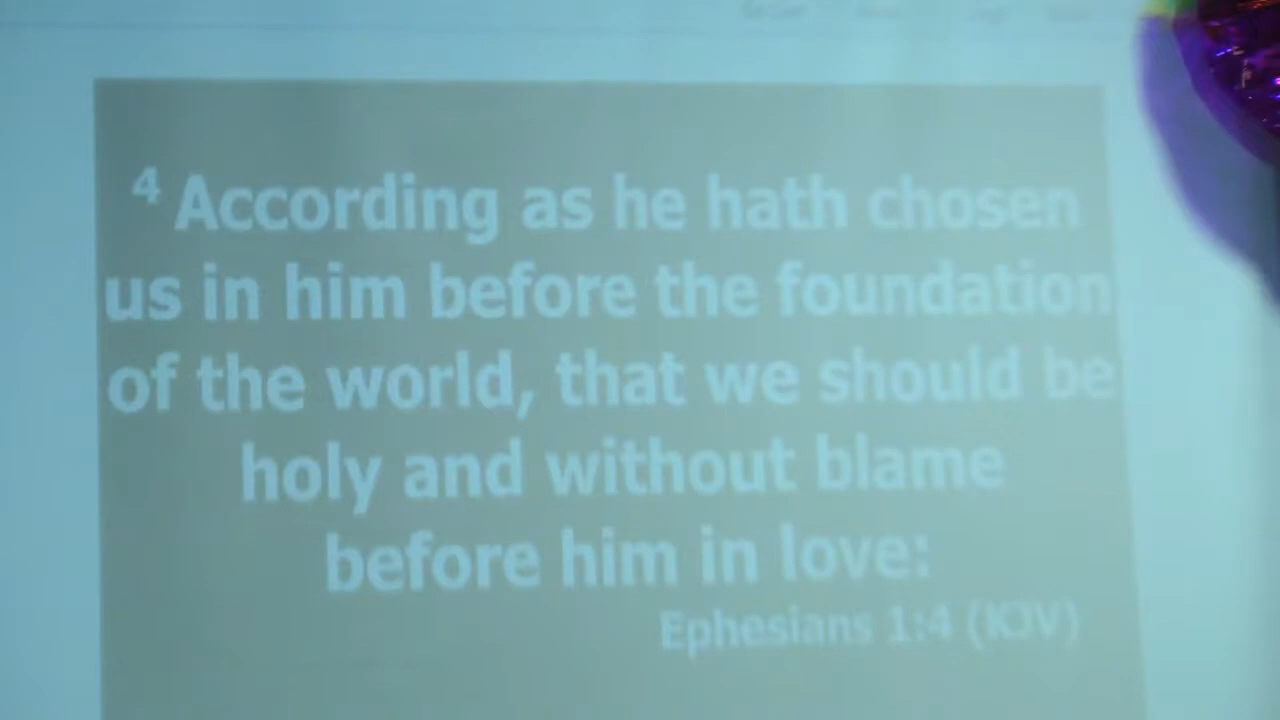 4 According as he hath chosen
us in him before the foundation
of the world, that we should be
holy and without blame
before him in love:
Ephesians 1:4 (KJV)